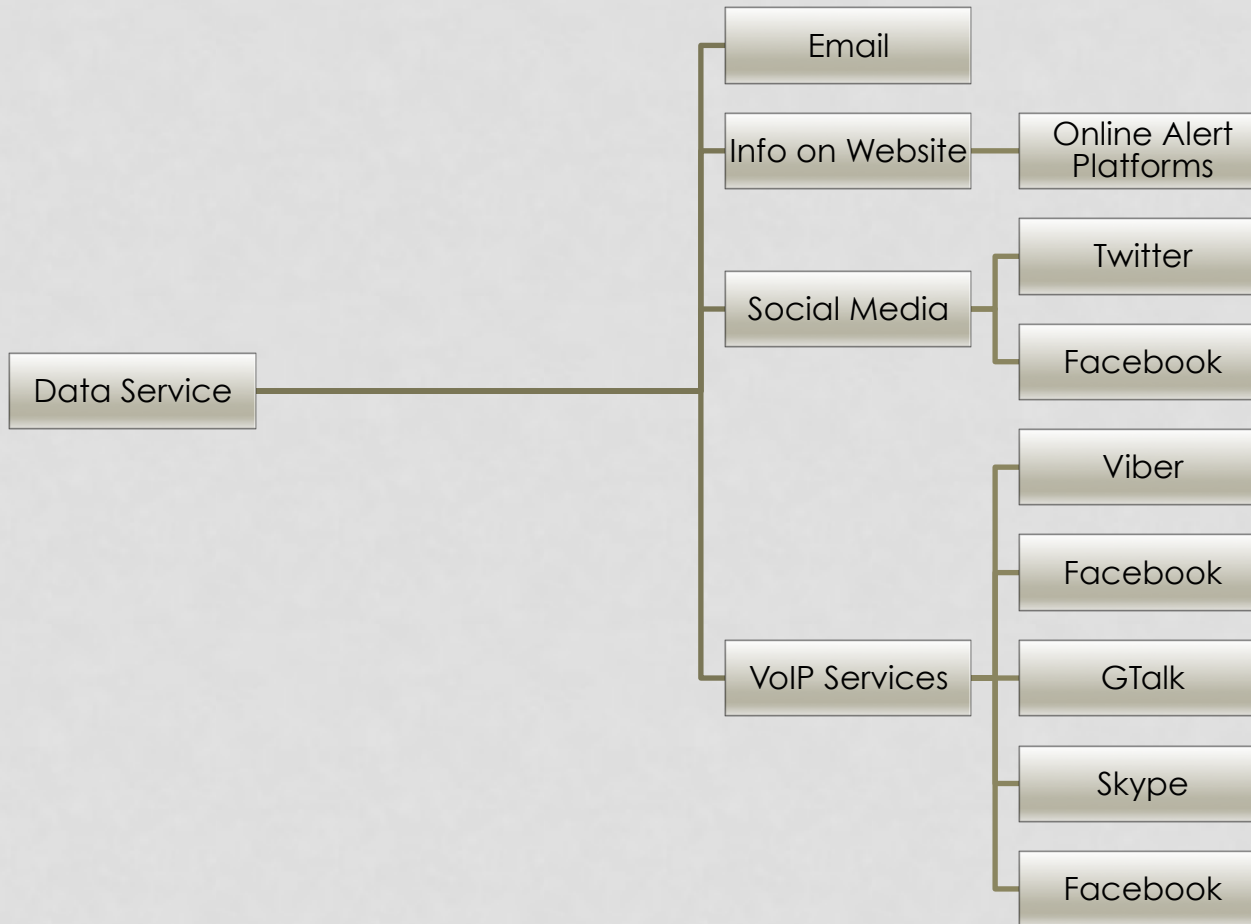 Data Service
Email
Info on Website
Online Alert
Platforms
Social Media
Twitter
Facebook
VoIP Services
Viber
Facebook
GTalk
Skype
Facebook